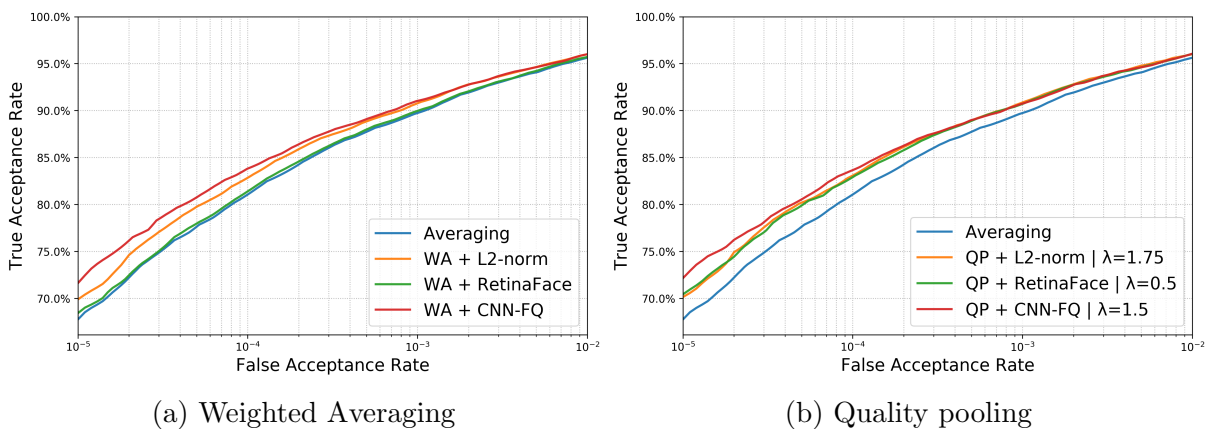 100.0%
95.0%
90.0%
85.0%
80.0%
75.0%
70.0%
True Acceptance Rate
Averaging
WA + L2-norm
WA + RetinaFace
WA + CNN-FQ
10⁻⁵
10⁻⁴
10⁻³
10⁻²
False Acceptance Rate
(a) Weighted Averaging
100.0%
95.0%
90.0%
85.0%
80.0%
75.0%
70.0%
True Acceptance Rate
Averaging
QP + L2-norm | λ=1.75
QP + RetinaFace | λ=0.5
QP + CNN-FQ | λ=1.5
10⁻⁵
10⁻⁴
10⁻³
10⁻²
False Acceptance Rate
(b) Quality pooling